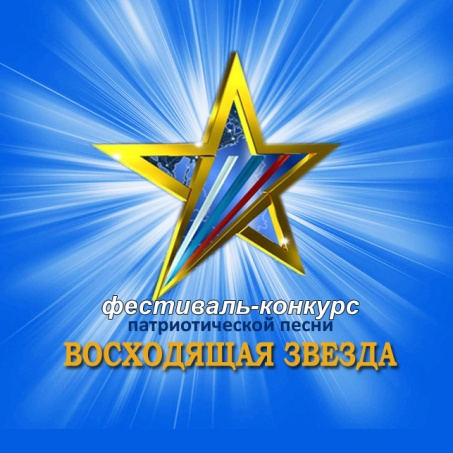 фестиваль-конкурс
патриотической песни
ВОСХОДЯЩАЯ ЗВЕЗДА